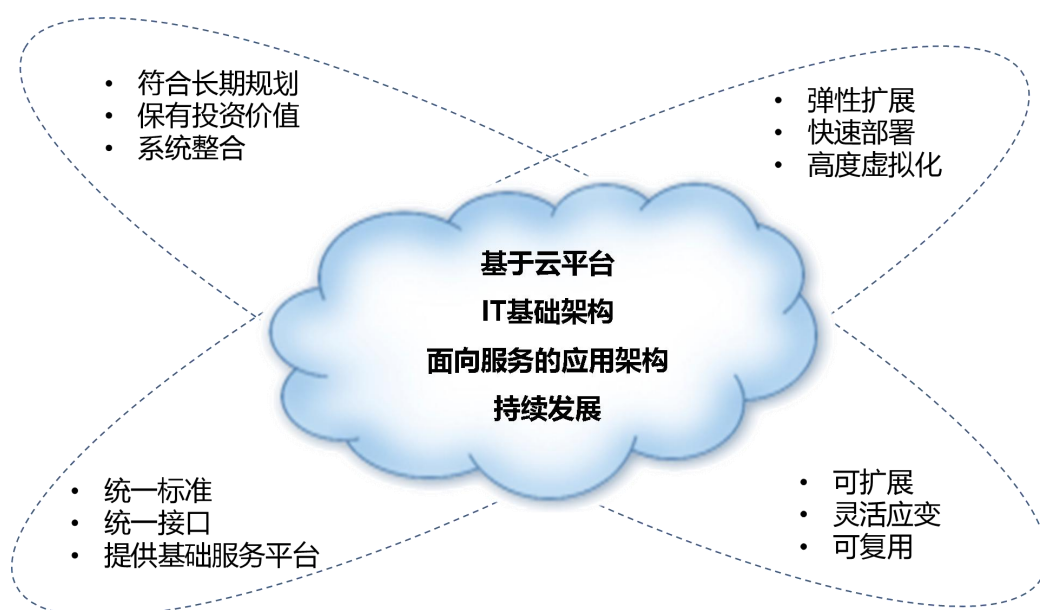 • 符合长期规划
• 保有投资价值
• 系统整合
• 弹性扩展
• 快速部署
• 高度虚拟化
基于云平台
IT基础架构
面向服务的应用架构
持续发展
• 统一标准
• 统一接口
• 提供基础服务平台
• 可扩展
• 灵活应变
• 可复用